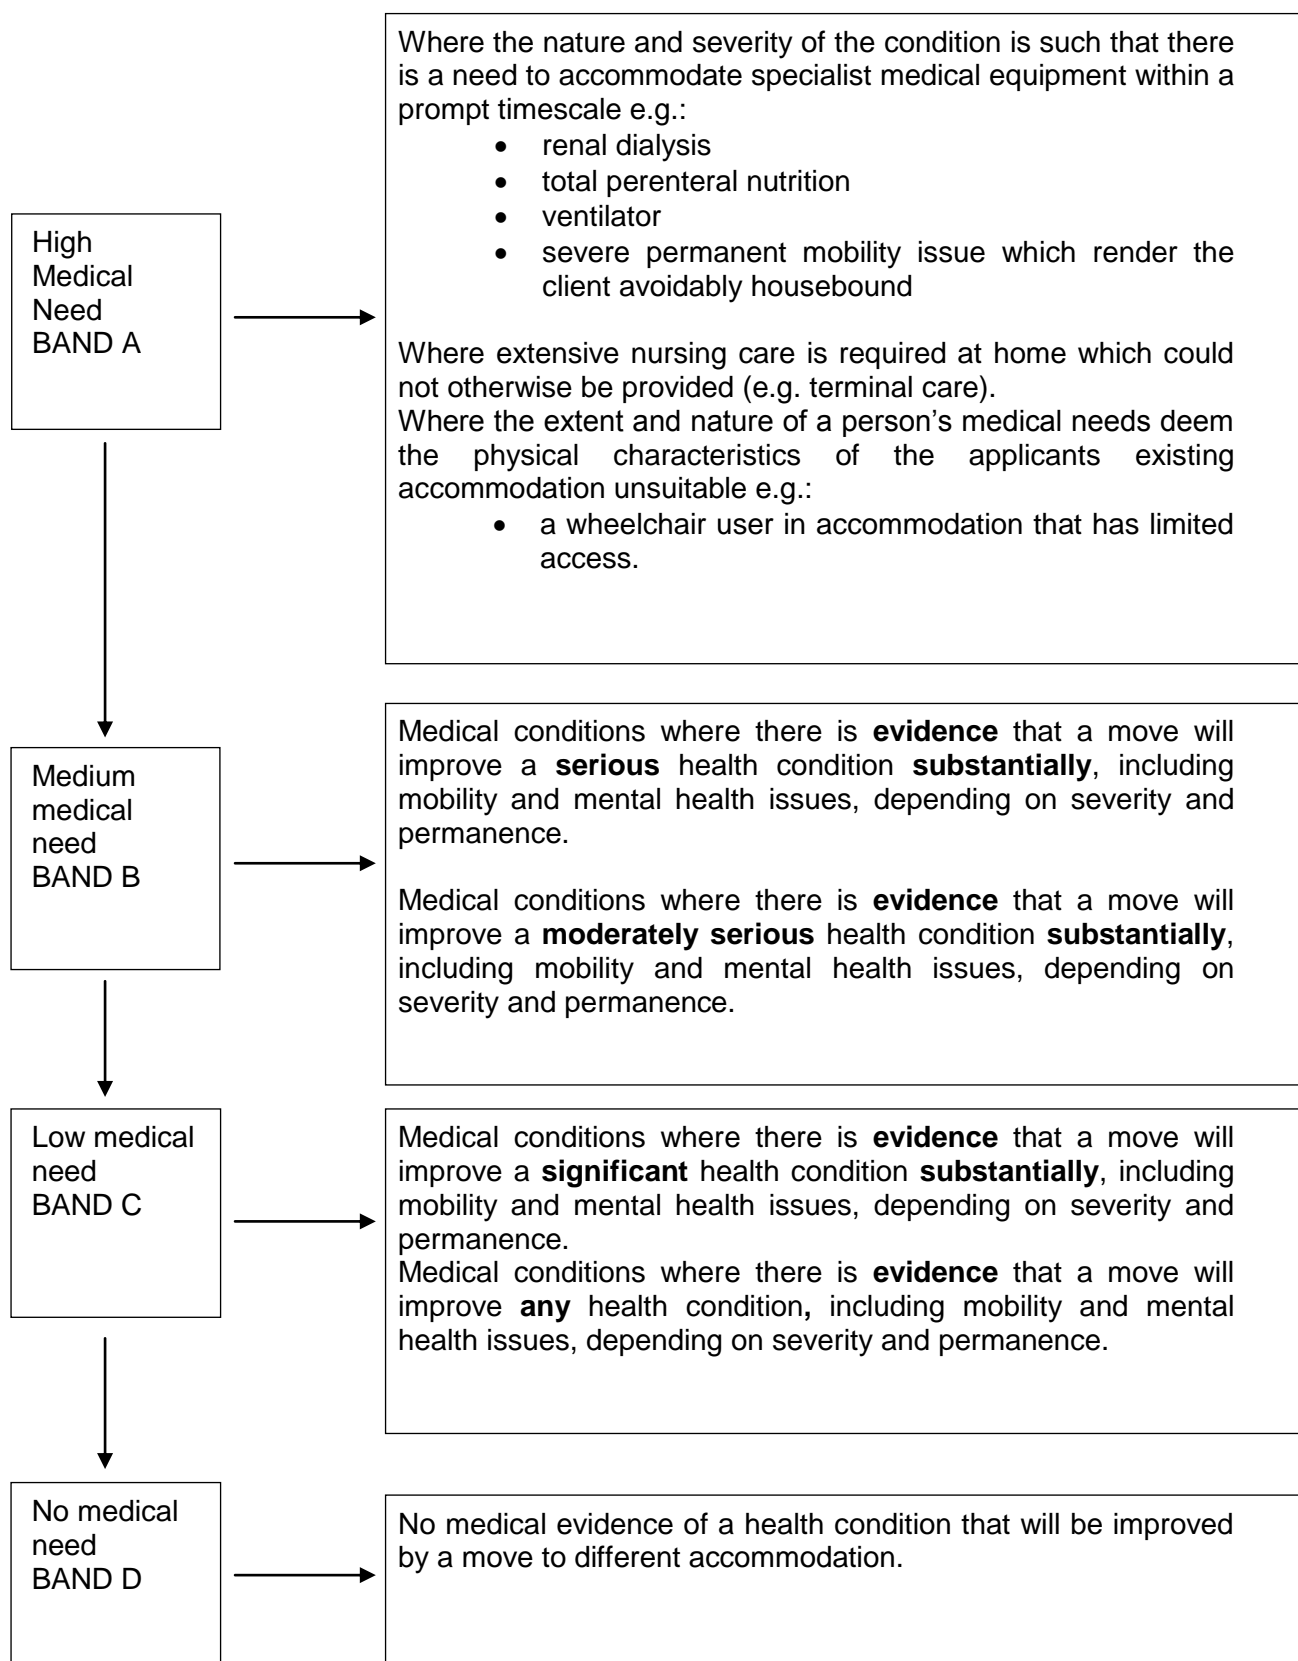 High
Medical
Need
BAND A
Where the nature and severity of the condition is such that there
is a need to accommodate specialist medical equipment within a
prompt timescale e.g.:
• renal dialysis
• total perenteral nutrition
• ventilator
• severe permanent mobility issue which render the
client avoidably housebound
Where extensive nursing care is required at home which could
not otherwise be provided (e.g. terminal care).
Where the extent and nature of a person’s medical needs deem
the physical characteristics of the applicants existing
accommodation unsuitable e.g.:
• a wheelchair user in accommodation that has limited
access.
Medium
medical
need
BAND B
Medical conditions where there is evidence that a move will
improve a serious health condition substantially, including
mobility and mental health issues, depending on severity and
permanence.
Medical conditions where there is evidence that a move will
improve a moderately serious health condition substantially,
including mobility and mental health issues, depending on
severity and permanence.
Low medical
need
BAND C
Medical conditions where there is evidence that a move will
improve a significant health condition substantially, including
mobility and mental health issues, depending on severity and
permanence.
Medical conditions where there is evidence that a move will
improve any health condition, including mobility and mental
health issues, depending on severity and permanence.
No medical
need
BAND D
No medical evidence of a health condition that will be improved
by a move to different accommodation.